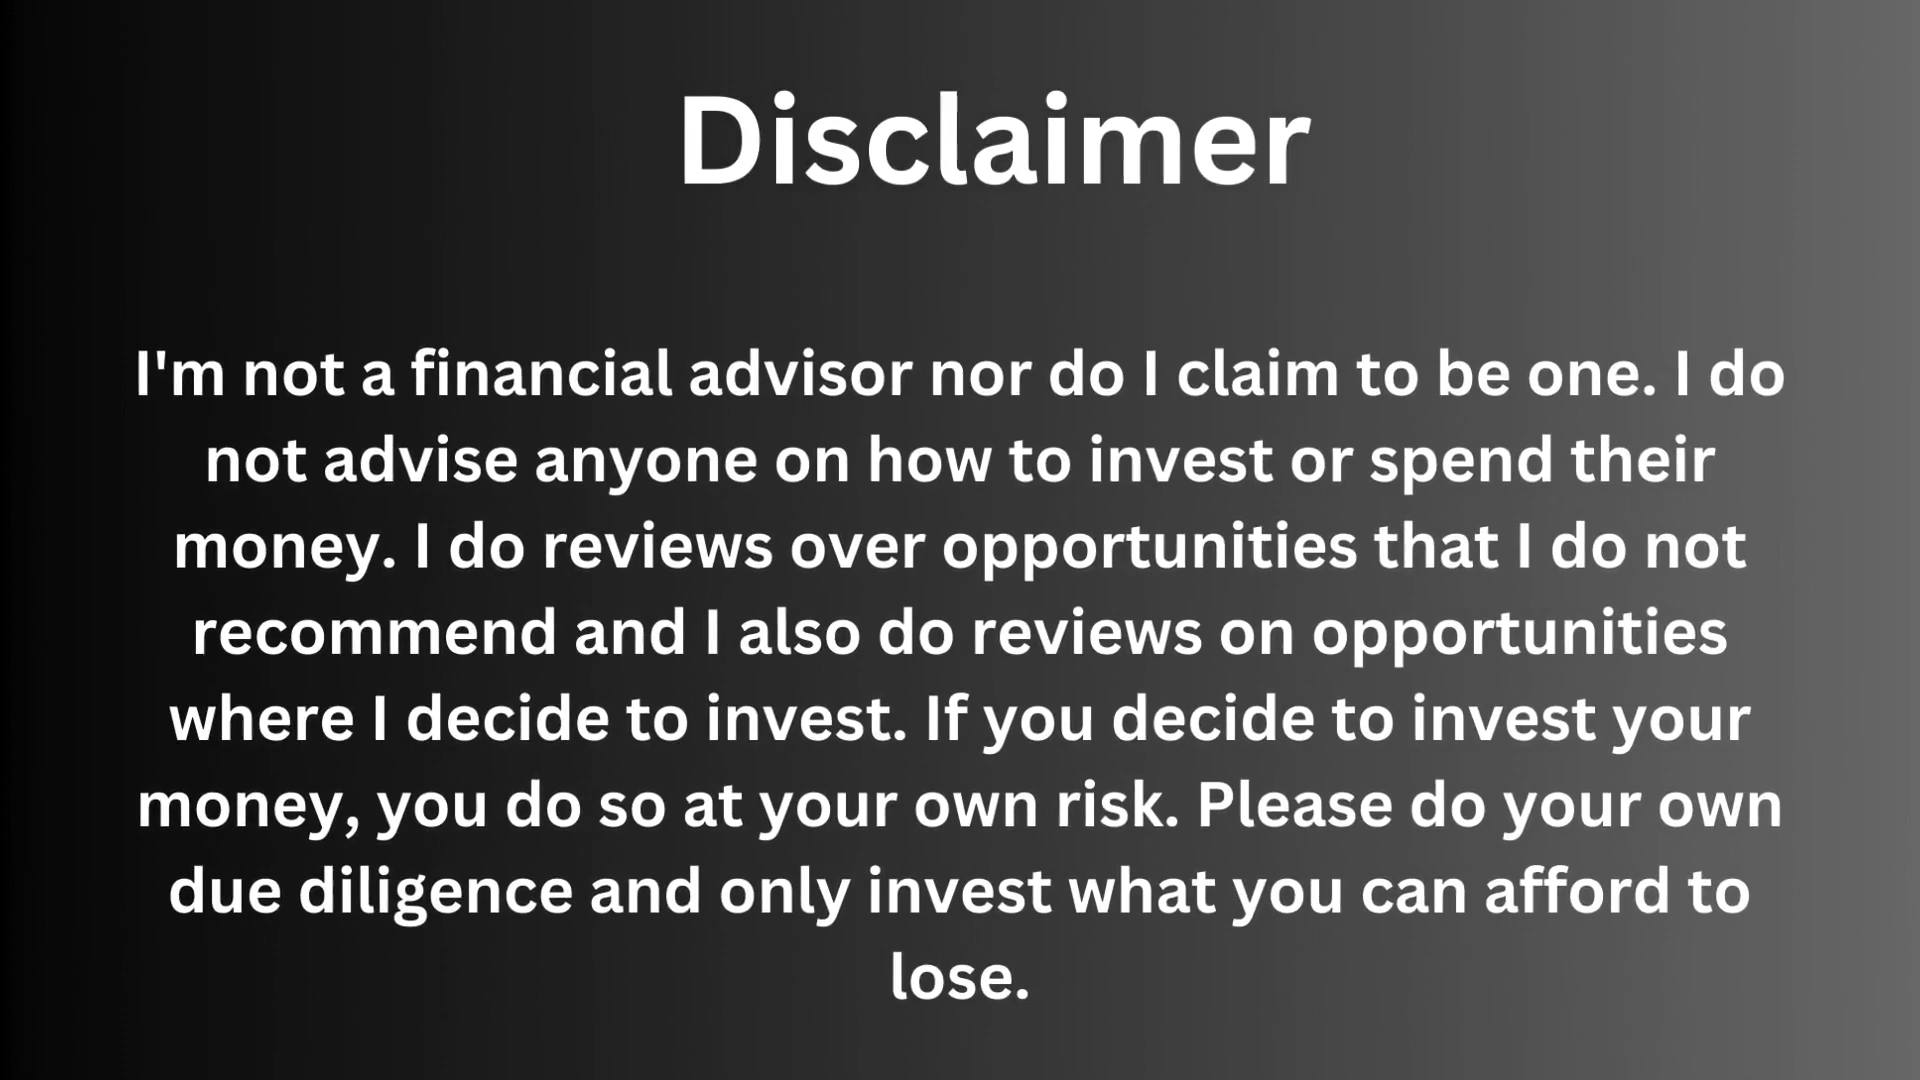 Disclaimer
I'm not a financial advisor nor do I claim to be one. I do
not advise anyone on how to invest or spend their
money. I do reviews over opportunities that I do not
recommend and I also do reviews on opportunities
where I decide to invest. If you decide to invest your
money, you do so at your own risk. Please do your own
due diligence and only invest what you can afford to
lose.